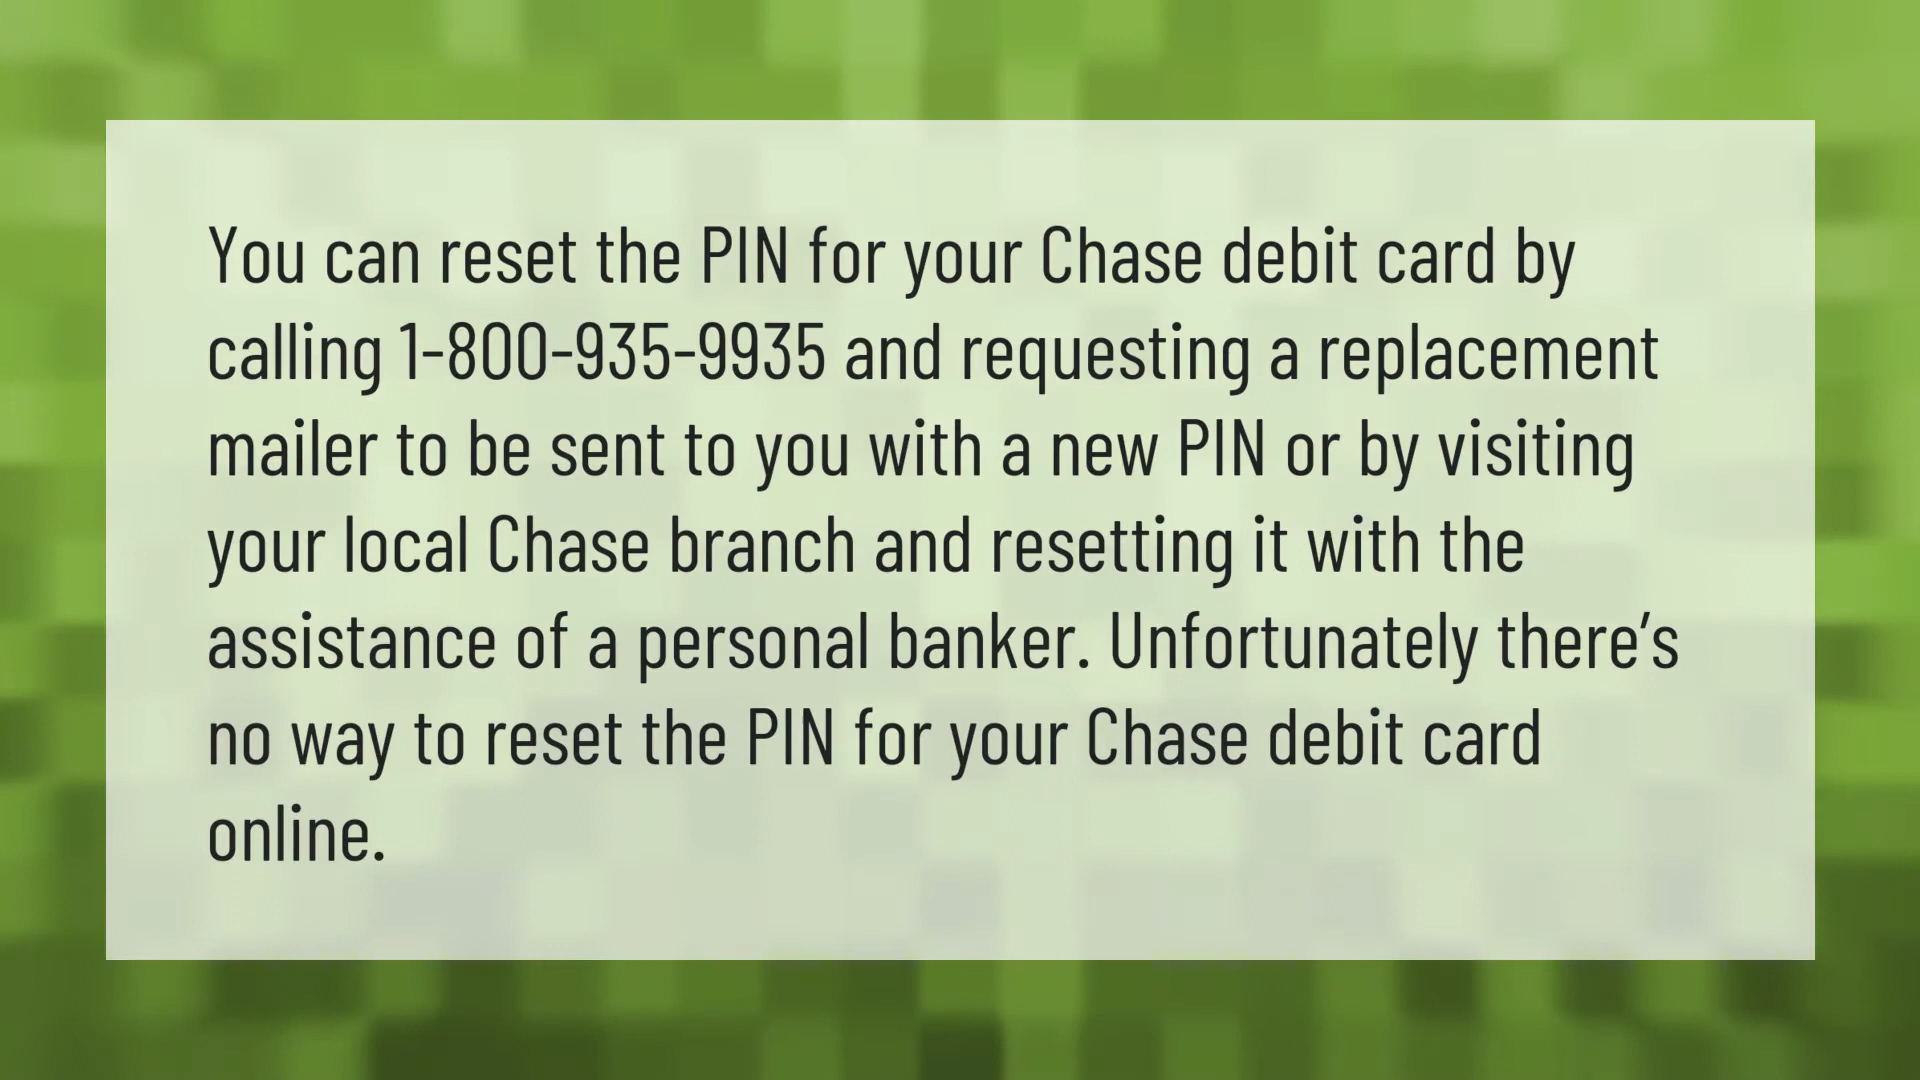 You can reset the PIN for your Chase debit card by
calling 1-800-935-9935 and requesting a replacement
mailer to be sent to you with a new PIN or by visiting
your local Chase branch and resetting it with the
assistance of a personal banker. Unfortunately there’s
no way to reset the PIN for your Chase debit card
online.